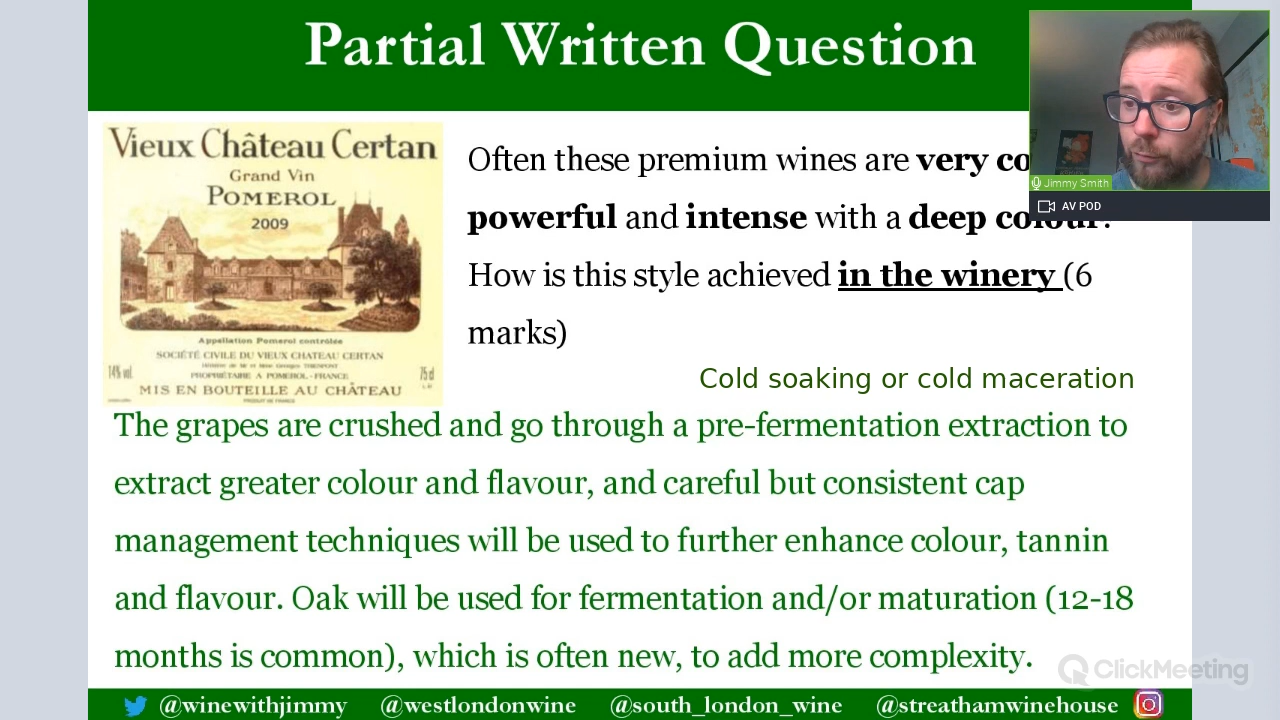 Partial Written Question
Vieux Château Certan
Grand Vin
POMEROL
2009
Appellation Pomerol contrôlée
SOCIÉTÉ CIVILE DU VIEUX CHATEAU CERTAN
PROPRIÉTAIRE A POMEROL - FRANCE
14% vol.
75 cl
MIS EN BOUTEILLE AU CHÂTEAU
Often these premium wines are very co
powerful and intense with a deep colour.
How is this style achieved in the winery (6
marks)
Jimmy Smith
AV POD
Cold soaking or cold maceration
The grapes are crushed and go through a pre-fermentation extraction to
extract greater colour and flavour, and careful but consistent cap
management techniques will be used to further enhance colour, tannin
and flavour. Oak will be used for fermentation and/or maturation (12-18
months is common), which is often new, to add more complexity.
ClickMeeting
@winewithjimmy @westlondonwine @south_london_wine @streathamwinehouse